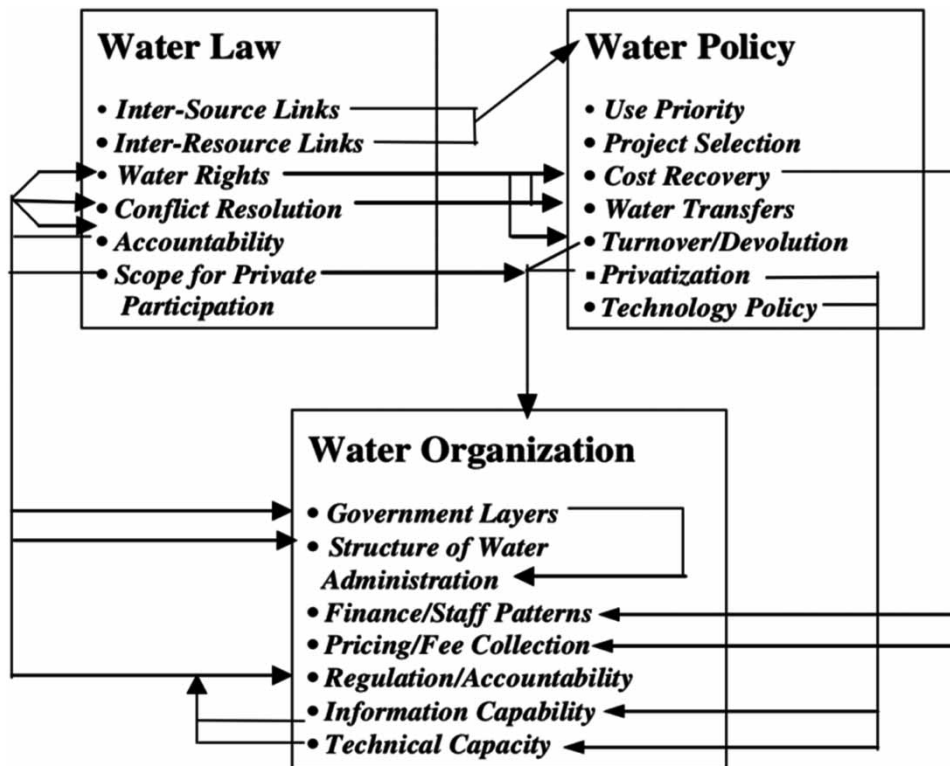 Water Law
• Inter-Source Links
• Inter-Resource Links
• Water Rights
• Conflict Resolution
• Accountability
• Scope for Private
Participation
Water Policy
• Use Priority
• Project Selection
• Cost Recovery
• Water Transfers
• Turnover/Devolution
▪ Privatization
• Technology Policy
Water Organization
• Government Layers
• Structure of Water
Administration
• Finance/Staff Patterns
• Pricing/Fee Collection
• Regulation/Accountability
• Information Capability
• Technical Capacity